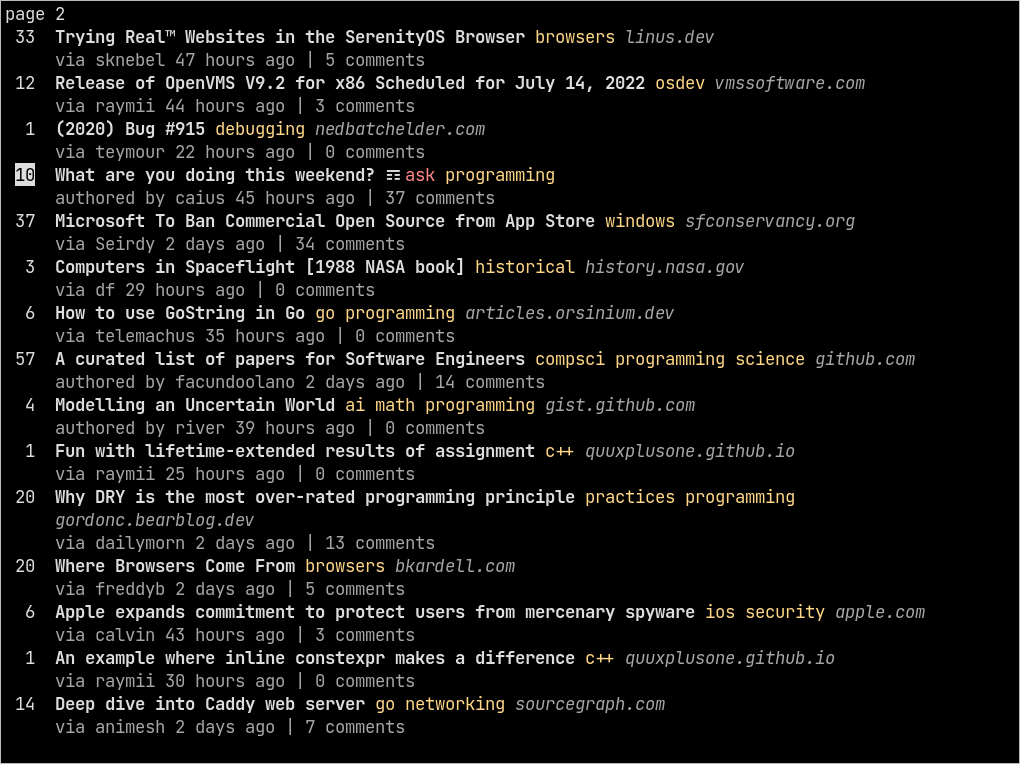 page 2
33 Trying Real™ Websites in the SerenityOS Browser browsers linus.dev
via sknebel 47 hours ago | 5 comments
12 Release of OpenVMS V9.2 for x86 Scheduled for July 14, 2022 osdev vmssoftware.com
via raymii 44 hours ago | 3 comments
1 (2020) Bug #915 debugging nedbatchelder.com
via teymour 22 hours ago | 0 comments
10 What are you doing this weekend? ☶ ask programming
authored by caius 45 hours ago | 37 comments
37 Microsoft To Ban Commercial Open Source from App Store windows sfconservancy.org
via Seirdy 2 days ago | 34 comments
3 Computers in Spaceflight [1988 NASA book] historical history.nasa.gov
via df 29 hours ago | 0 comments
6 How to use GoString in Go go programming articles.orsinium.dev
via telemachus 35 hours ago | 0 comments
57 A curated list of papers for Software Engineers compsci programming science github.com
authored by facundoolano 2 days ago | 14 comments
4 Modelling an Uncertain World ai math programming gist.github.com
authored by river 39 hours ago | 0 comments
1 Fun with lifetime-extended results of assignment c++ quuxplusone.github.io
via raymii 25 hours ago | 0 comments
20 Why DRY is the most over-rated programming principle practices programming
gordonc.bearblog.dev
via dailymorn 2 days ago | 13 comments
20 Where Browsers Come From browsers bkardell.com
via freddyb 2 days ago | 5 comments
6 Apple expands commitment to protect users from mercenary spyware ios security apple.com
via calvin 43 hours ago | 3 comments
1 An example where inline constexpr makes a difference c++ quuxplusone.github.io
via raymii 30 hours ago | 0 comments
14 Deep dive into Caddy web server go networking sourcegraph.com
via animesh 2 days ago | 7 comments